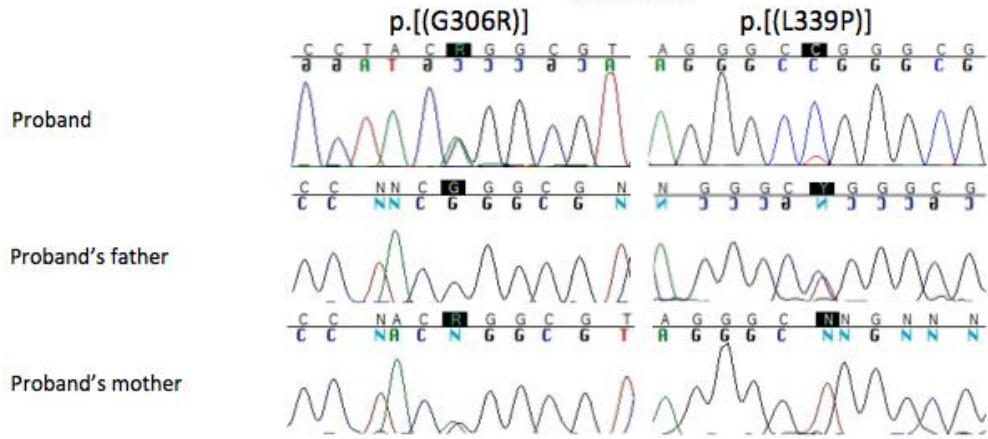 p.[(G306R)] p.[(L339P)]
C C T A C R G G C G T A G G G C C G G G C G
A G G G C C G G G C G
Proband
C C N N C G G G C G N N G G G C Y G G G C G
C C N N C G G G C G N
Proband's father
C C N A C R G G C G T A G G G C N N G N N N
C C N A C N G G C G T A G G G C N N G N N N
Proband's mother